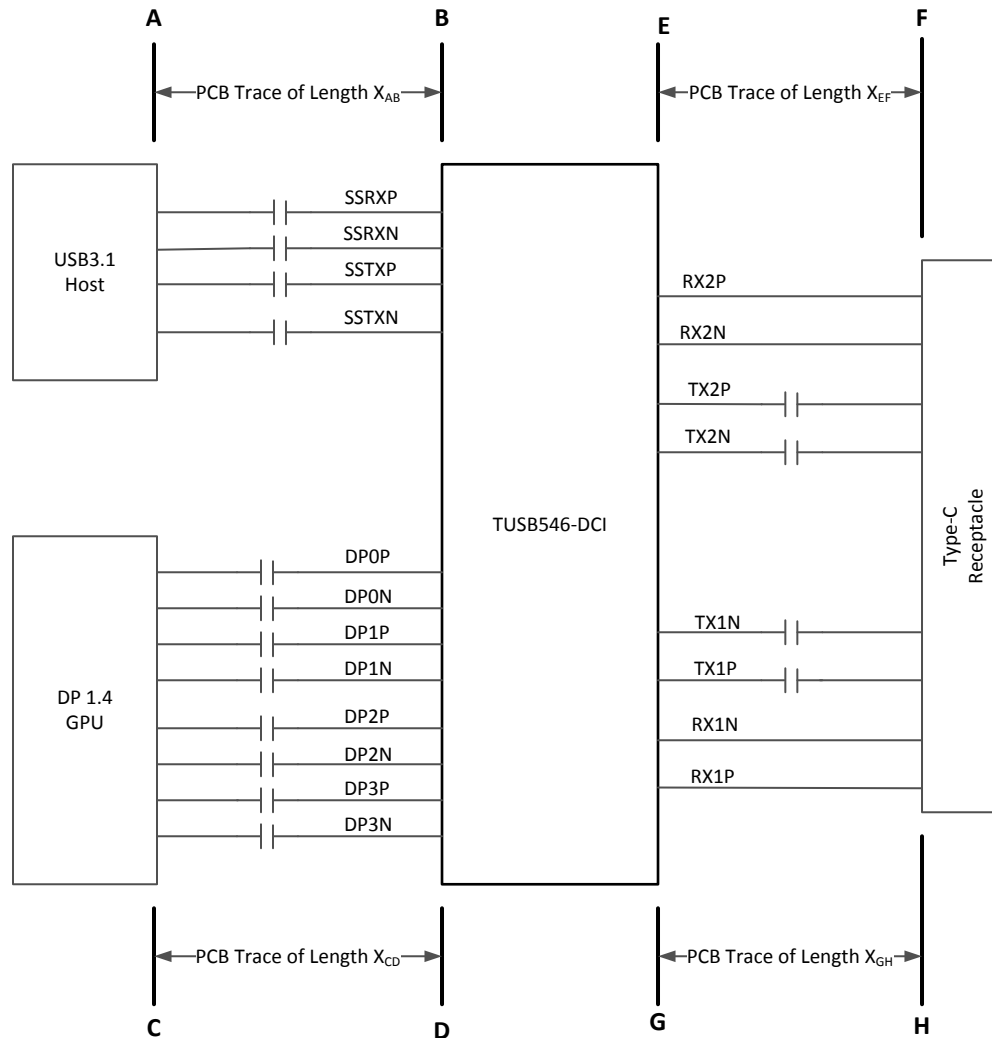 A
B
E
F
PCB Trace of Length XAB
PCB Trace of Length XEF
USB3.1
Host
SSRXP
SSRXN
SSTXP
SSTXN
RX2P
RX2N
TX2P
TX2N
TUSB546-DCI
Type-C
Receptacle
DP 1.4
GPU
DP0P
DP0N
DP1P
DP1N
DP2P
DP2N
DP3P
DP3N
TX1N
TX1P
RX1N
RX1P
PCB Trace of Length XCD
PCB Trace of Length XGH
C
D
G
H